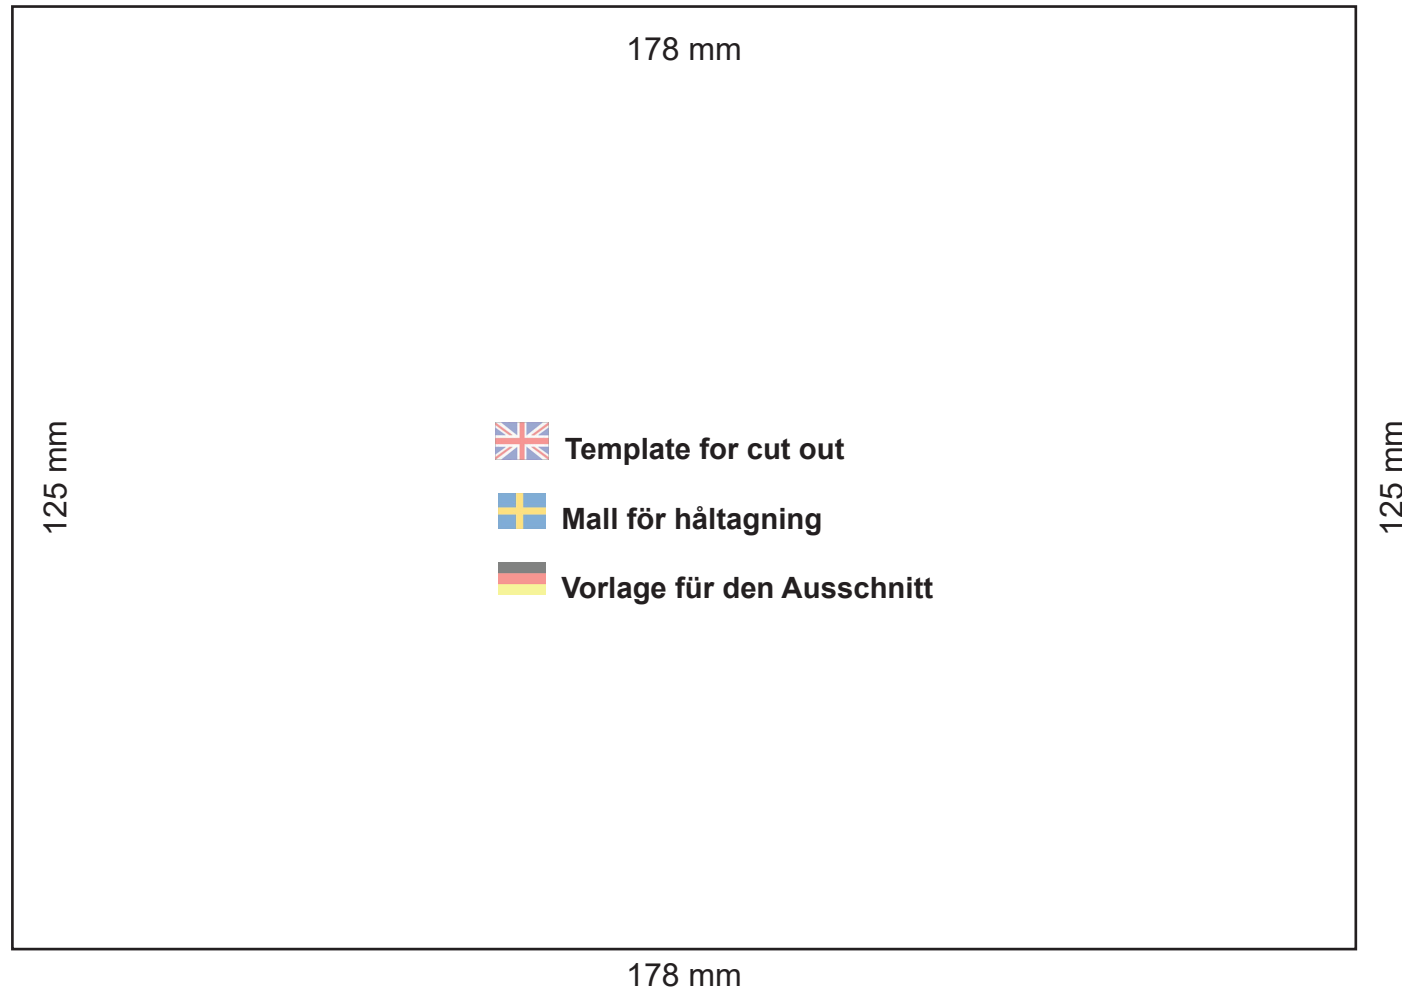 178 mm
125 mm
Template for cut out
Mall för håltagning
Vorlage für den Ausschnitt
125 mm
178 mm